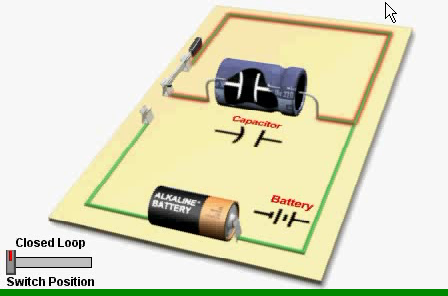 Capacitor
ALKALINE
BATTERY
Battery
Closed Loop
Switch Position